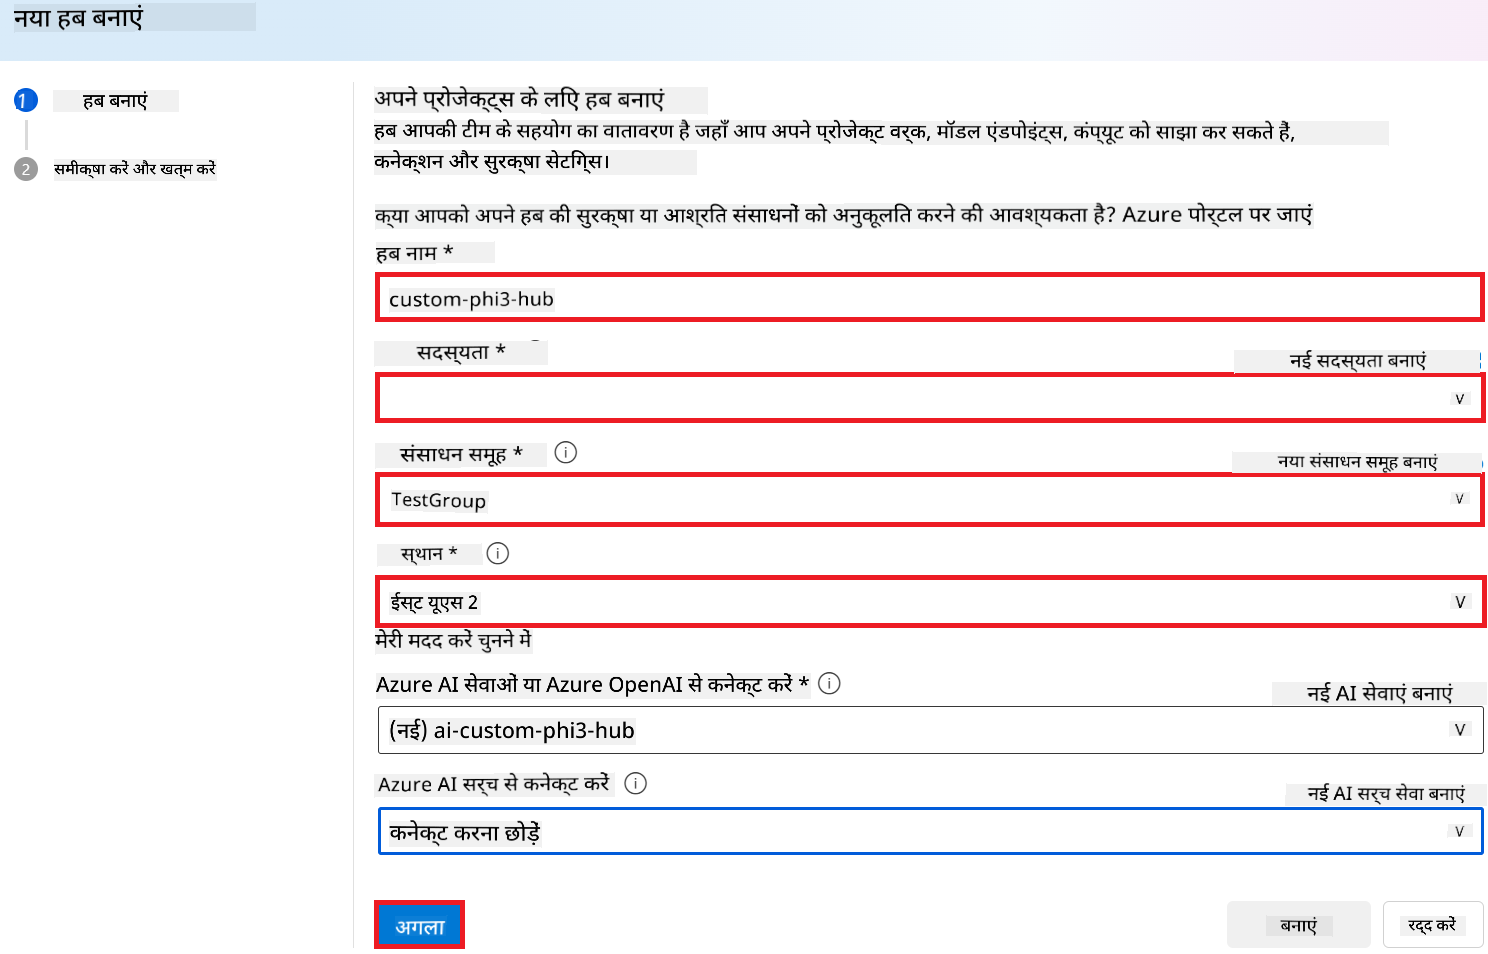 नया हब बनाएं
1 हब बनाएं
2 समीक्षा करें और खत्म करें
अपने प्रोजेक्ट्स के लिए हब बनाएं
हब आपकी टीम के सहयोग का वातावरण है जहाँ आप अपने प्रोजेक्ट वर्क, मॉडल एंडपोइंट्स, कंप्यूट को साझा कर सकते हैं,
कनेक्शन और सुरक्षा सेटिंग्स।
क्या आपको अपने हब की सुरक्षा या आश्रित संसाधनों को अनुकूलित करने की आवश्यकता है? Azure पोर्टल पर जाएं
हब नाम *
custom-phi3-hub
सदस्यता *
नई सदस्यता बनाएं
v
संसाधन समूह *
नया संसाधन समूह बनाएं
TestGroup v
स्थान *
ईस्ट यूएस 2 V
मेरी मदद करें चुनने में
Azure AI सेवाओं या Azure OpenAI से कनेक्ट करें *
नई AI सेवाएं बनाएं
(नई) ai-custom-phi3-hub V
Azure AI सर्च से कनेक्ट करें
नई AI सर्च सेवा बनाएं
कनेक्ट करना छोड़ें V
अगला बनाएं रद्द करें